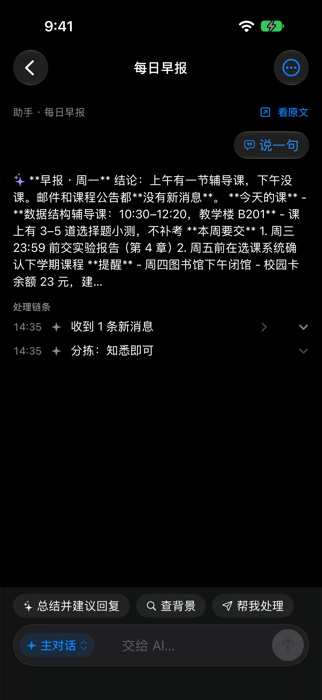 9:41
每日早报
助手 · 每日早报
看原文
说一句
**早报 · 周一** 结论：上午有一节辅导课，下午没
课。邮件和课程公告都**没有新消息**。 **今天的课** -
**数据结构辅导课：10:30–12:20，教学楼 B201** - 课
上有 3–5 道选择题小测，不补考 **本周要交** 1. 周三
23:59 前交实验报告（第 4 章）2. 周五前在选课系统确
认下学期课程 **提醒** - 周四图书馆下午闭馆 - 校园卡
余额 23 元，建...
处理链条
14:35 收到 1 条新消息
14:35 分拣：知悉即可
总结并建议回复 查背景 帮我处理
主对话 交给 AI...